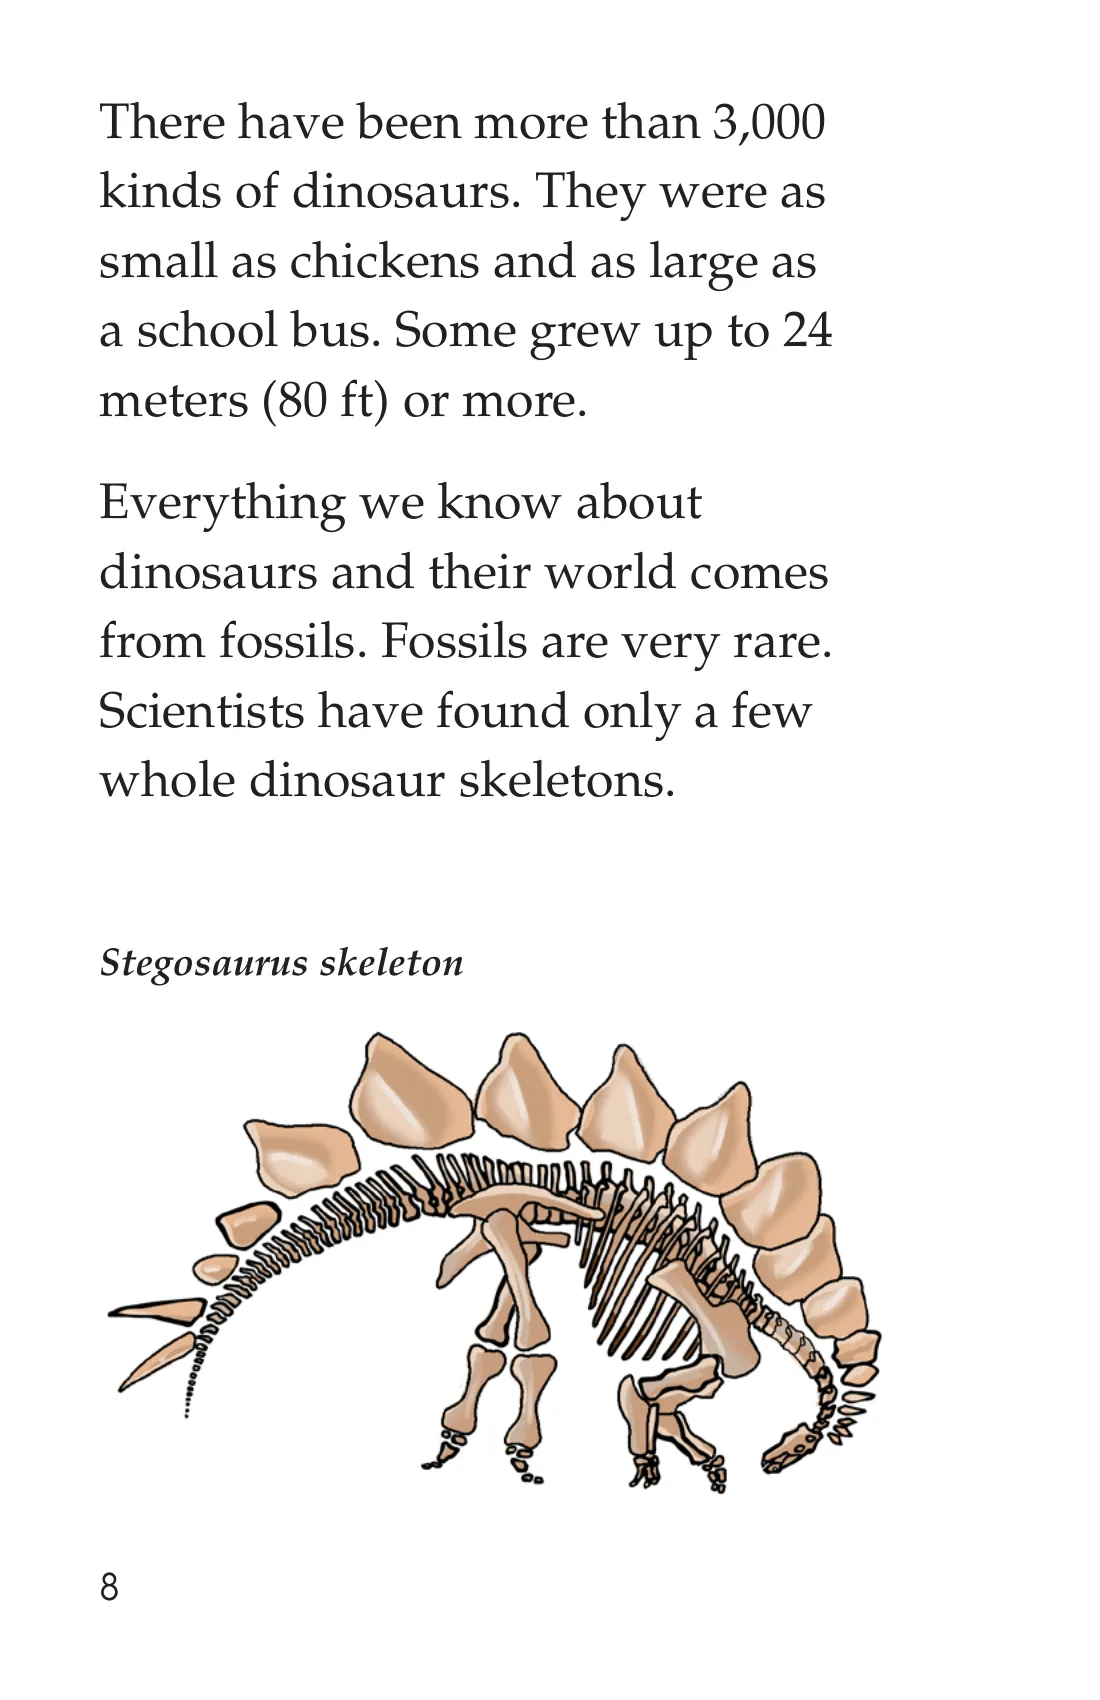 There have been more than 3,000
kinds of dinosaurs. They were as
small as chickens and as large as
a school bus. Some grew up to 24
meters (80 ft) or more.
Everything we know about
dinosaurs and their world comes
from fossils. Fossils are very rare.
Scientists have found only a few
whole dinosaur skeletons.
Stegosaurus skeleton
8